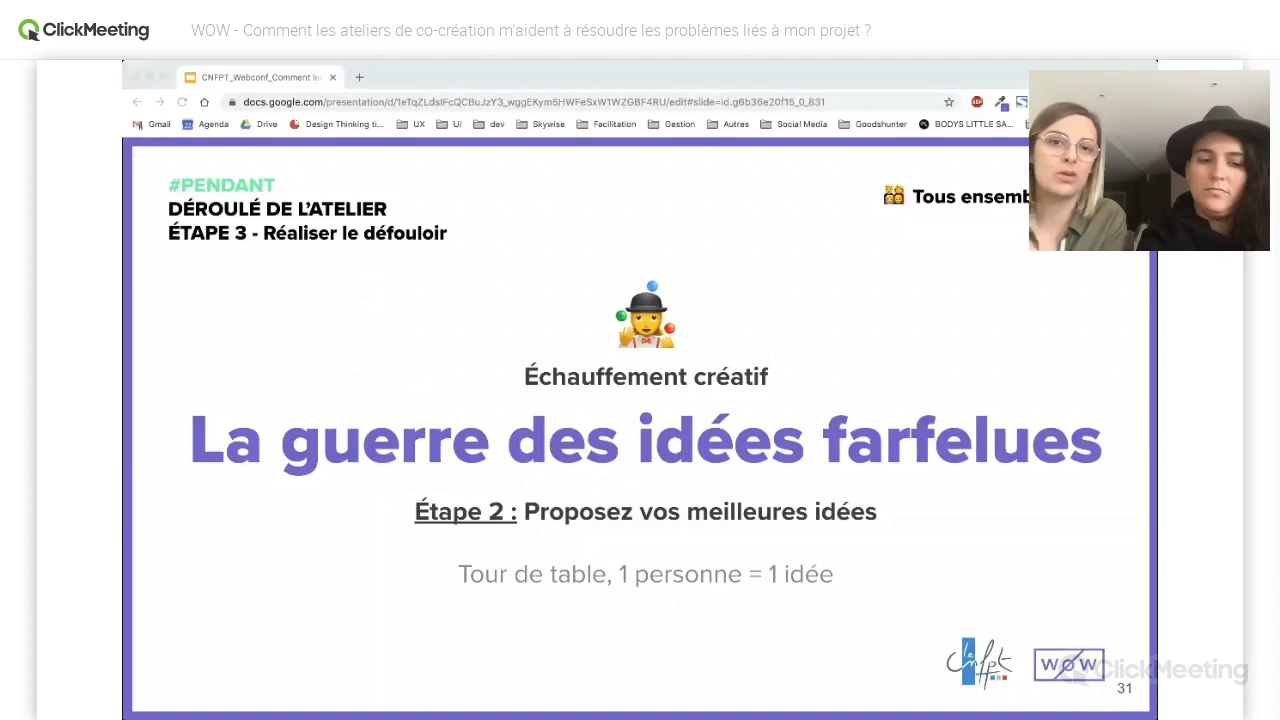 ClickMeeting
WOW - Comment les ateliers de co-création m'aident à résoudre les problèmes liés à mon projet ?
CNFPT_Webconf_Comment le
docs.google.com/presentation/d/1eTqZLdsIFcQCBuJzY3_wggEKym5HWFeSxW1WZGBF4RU/edit#slide=id.g6b36e20f15_0_831
Gmail Agenda Drive Design Thinking ti... UX UI dev Skywise Facilitation Gestion Autres Social Media Goodshunter BODYS LITTLE SA...
#PENDANT
DÉROULÉ DE L'ATELIER
ÉTAPE 3 - Réaliser le défouloir
Tous ensemb
Échauffement créatif
La guerre des idées farfelues
Étape 2 : Proposez vos meilleures idées
Tour de table, 1 personne = 1 idée
cnfpt
WOW
ClickMeeting
31